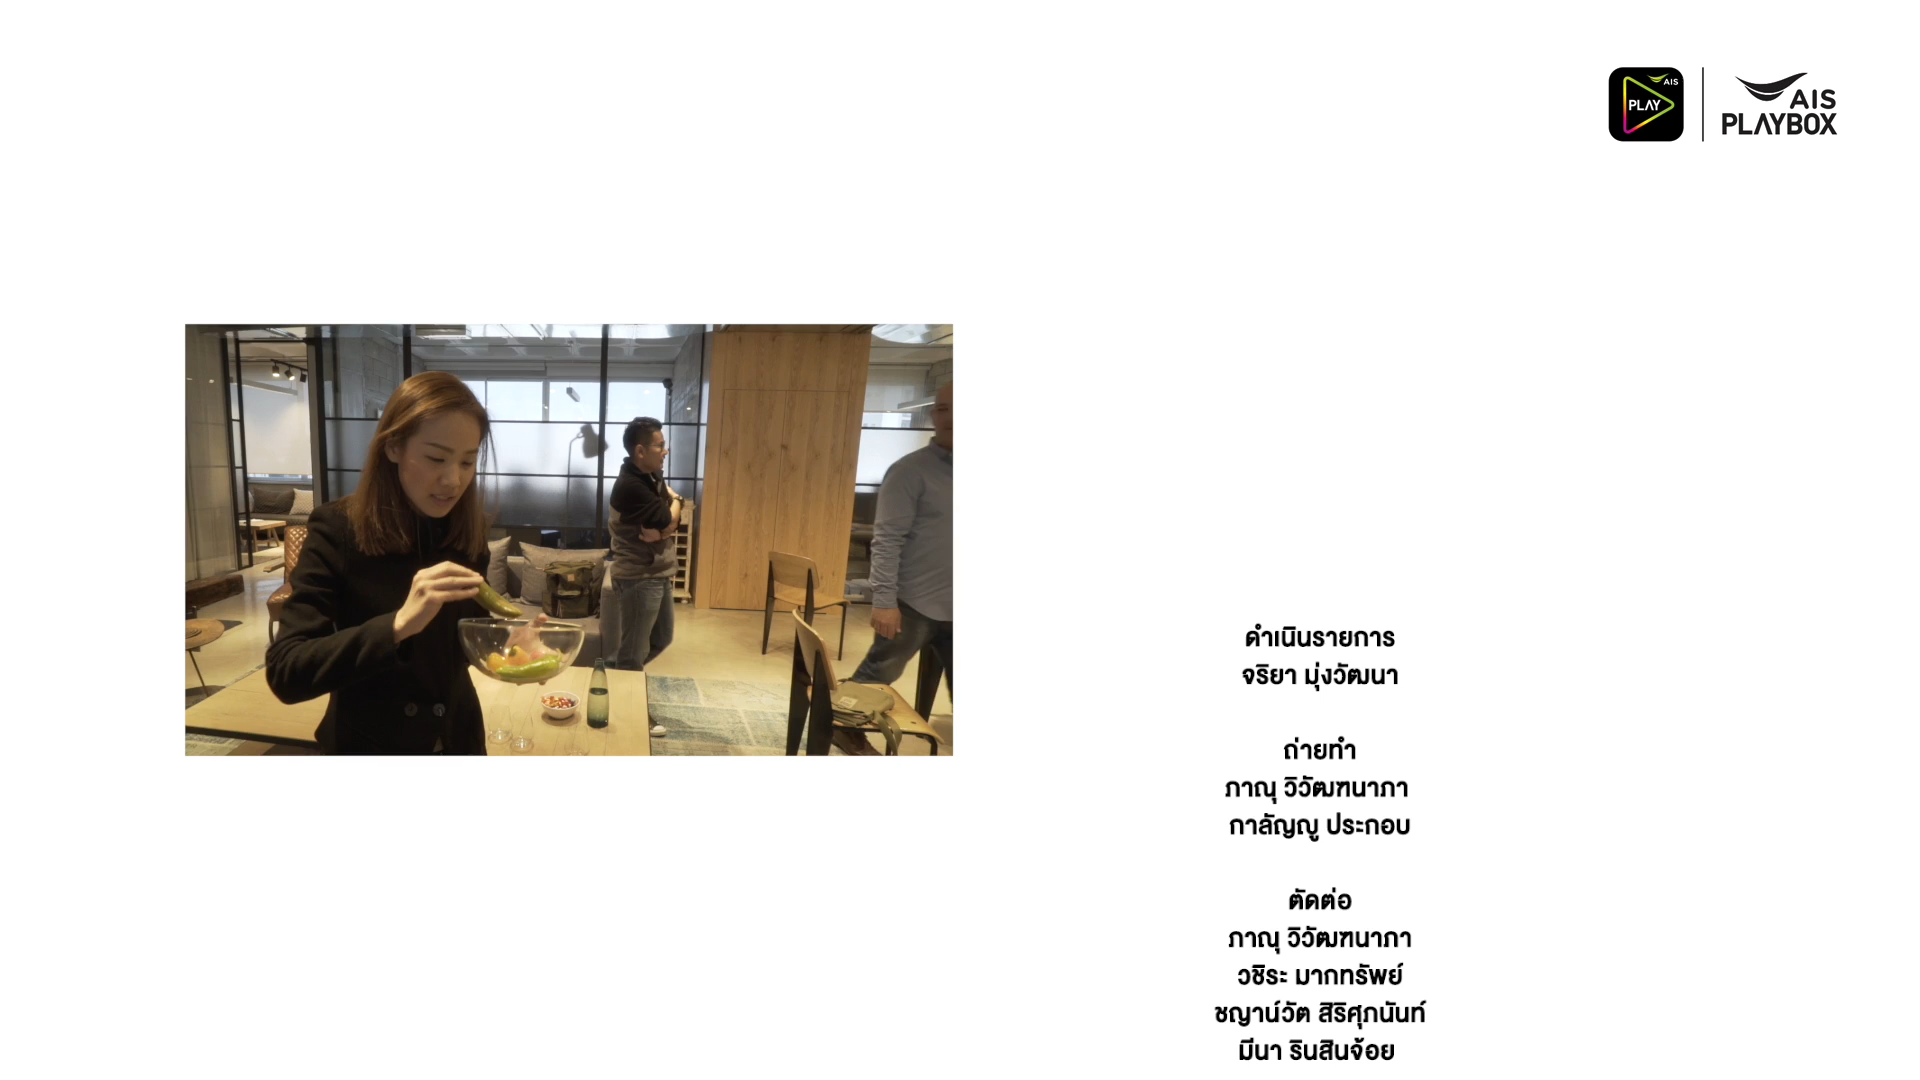 AIS
PLAY
AIS
PLAYBOX
ดำเนินรายการ
จริยา มุ่งวัฒนา
ถ่ายทำ
ภาณุ วิวัฒฑนาภา
กาลัญญู ประกอบ
ตัดต่อ
ภาณุ วิวัฒฑนาภา
วชิระ มากทรัพย์
ชญาน์วัต สิริศุภนันท์
มีนา รินสินจ้อย